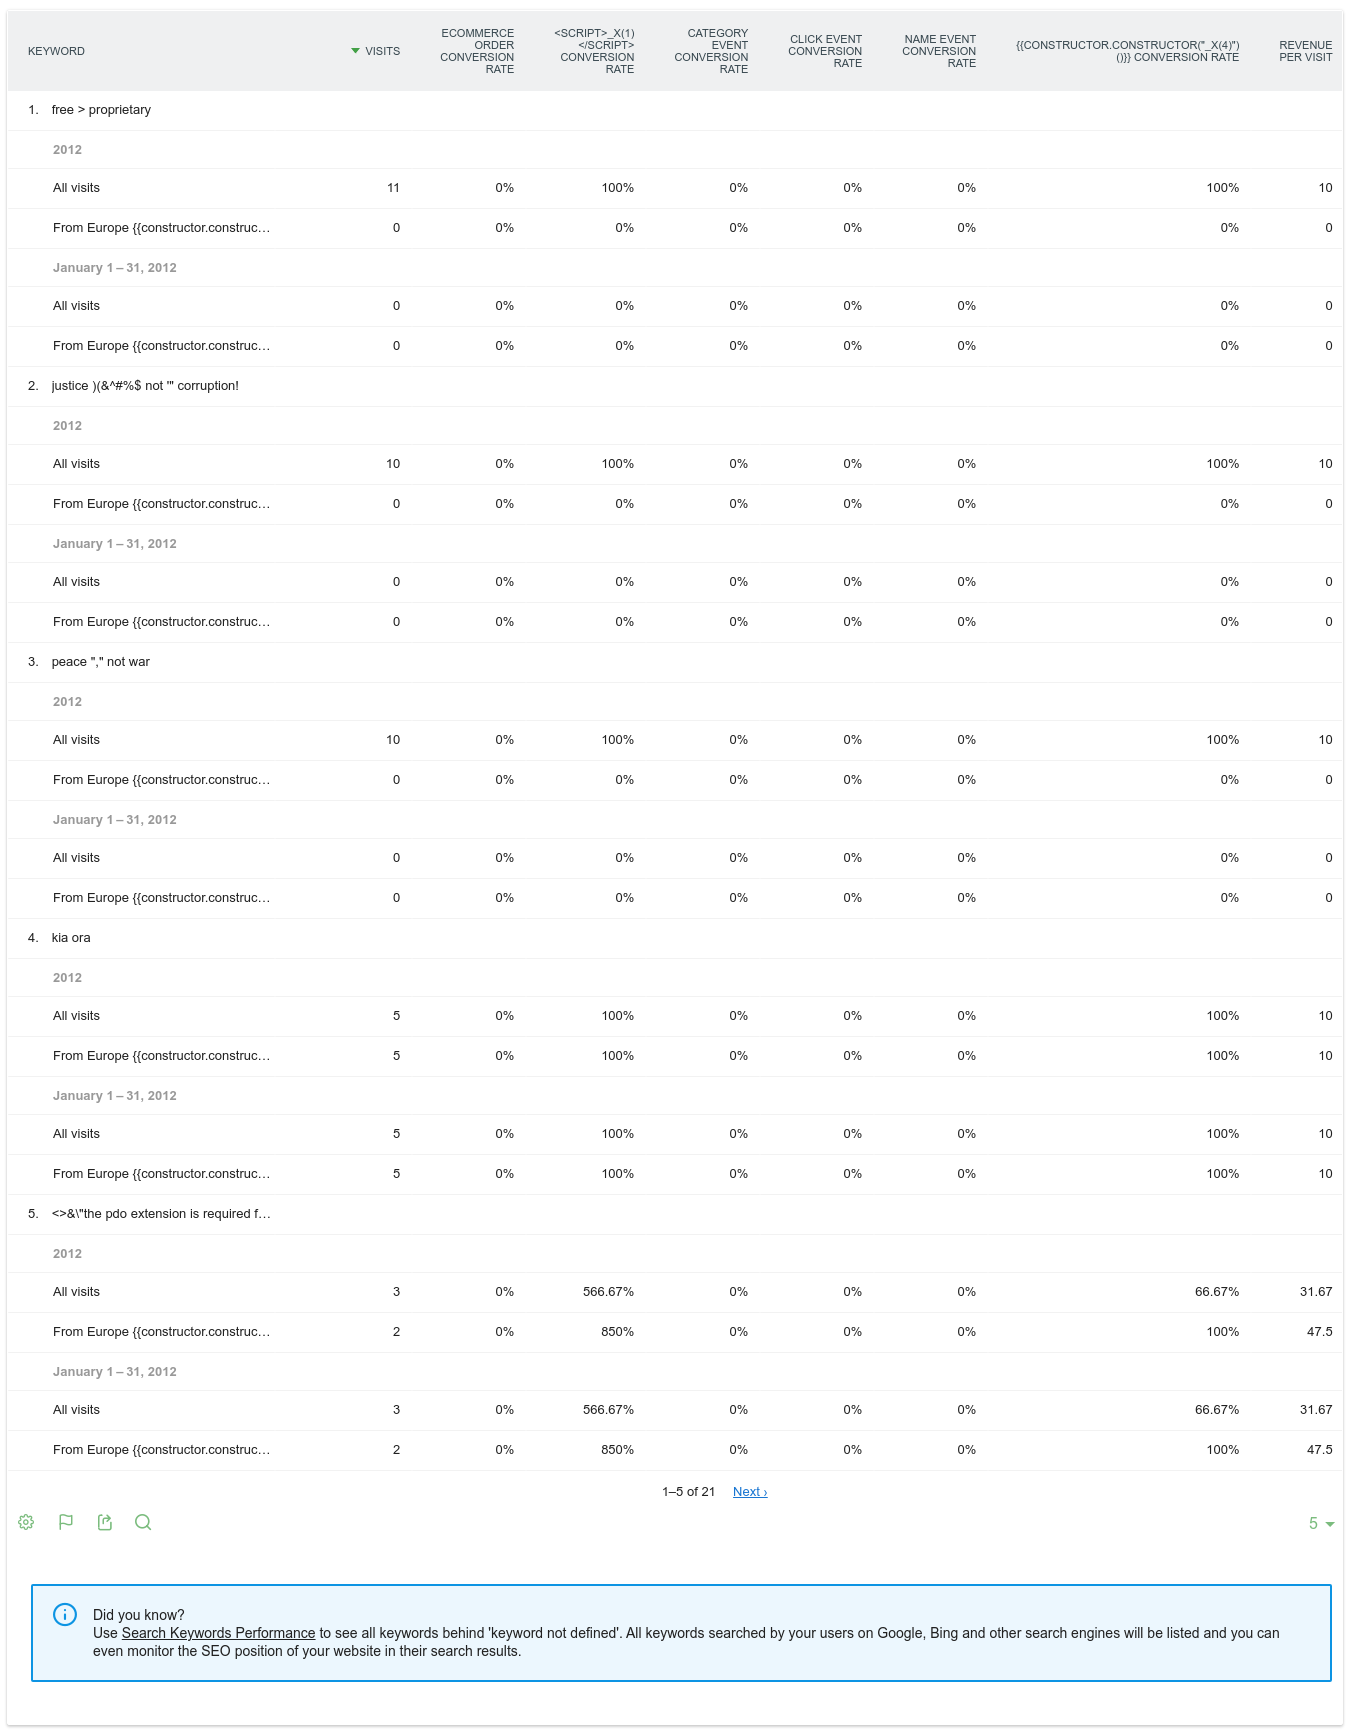 KEYWORD VISITS ECOMMERCE ORDER CONVERSION RATE <SCRIPT>_X(1)</SCRIPT> CONVERSION RATE CATEGORY EVENT CONVERSION RATE CLICK EVENT CONVERSION RATE NAME EVENT CONVERSION RATE {{CONSTRUCTOR.CONSTRUCTOR("_X(4)")()}} CONVERSION RATE REVENUE PER VISIT
1. free > proprietary
2012
All visits 11 0% 100% 0% 0% 0% 100% 10
From Europe {{constructor.construc… 0 0% 0% 0% 0% 0% 0% 0
January 1 – 31, 2012
All visits 0 0% 0% 0% 0% 0% 0% 0
From Europe {{constructor.construc… 0 0% 0% 0% 0% 0% 0% 0
2. justice )(&^#%$ not '" corruption!
2012
All visits 10 0% 100% 0% 0% 0% 100% 10
From Europe {{constructor.construc… 0 0% 0% 0% 0% 0% 0% 0
January 1 – 31, 2012
All visits 0 0% 0% 0% 0% 0% 0% 0
From Europe {{constructor.construc… 0 0% 0% 0% 0% 0% 0% 0
3. peace "," not war
2012
All visits 10 0% 100% 0% 0% 0% 100% 10
From Europe {{constructor.construc… 0 0% 0% 0% 0% 0% 0% 0
January 1 – 31, 2012
All visits 0 0% 0% 0% 0% 0% 0% 0
From Europe {{constructor.construc… 0 0% 0% 0% 0% 0% 0% 0
4. kia ora
2012
All visits 5 0% 100% 0% 0% 0% 100% 10
From Europe {{constructor.construc… 5 0% 100% 0% 0% 0% 100% 10
January 1 – 31, 2012
All visits 5 0% 100% 0% 0% 0% 100% 10
From Europe {{constructor.construc… 5 0% 100% 0% 0% 0% 100% 10
5. <>&\"the pdo extension is required f…
2012
All visits 3 0% 566.67% 0% 0% 0% 66.67% 31.67
From Europe {{constructor.construc… 2 0% 850% 0% 0% 0% 100% 47.5
January 1 – 31, 2012
All visits 3 0% 566.67% 0% 0% 0% 66.67% 31.67
From Europe {{constructor.construc… 2 0% 850% 0% 0% 0% 100% 47.5
1–5 of 21 Next ›
5
Did you know?
Use Search Keywords Performance to see all keywords behind 'keyword not defined'. All keywords searched by your users on Google, Bing and other search engines will be listed and you can
even monitor the SEO position of your website in their search results.